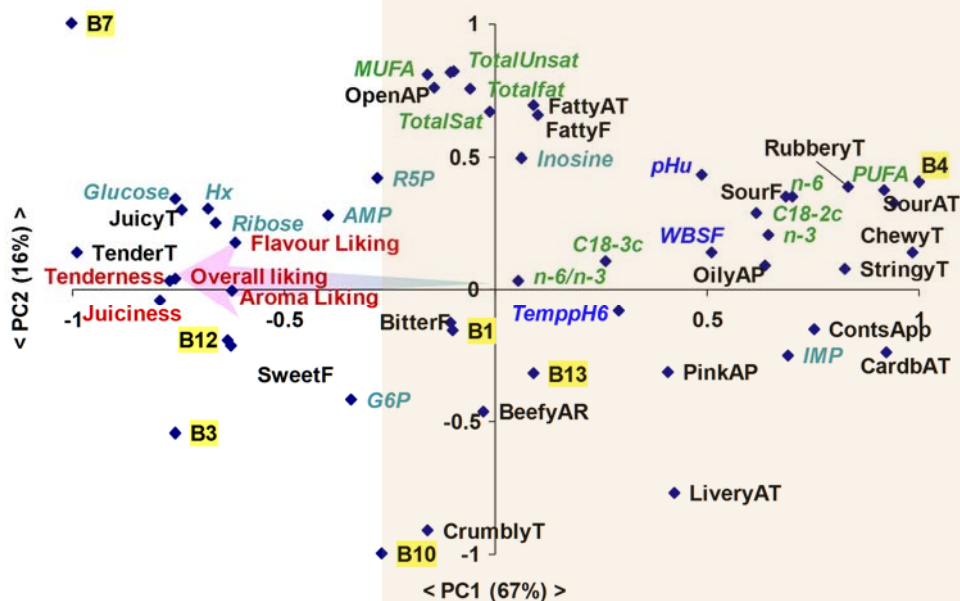 B7
1
MUFA
TotalUnsat
OpenAP
Totalfat
TotalSat
FattyAT
FattyF
0.5
Inosine
RubberyT
pHu
PUFA
B4
Glucose
Hx
R5P
SourF
n-6
SourAT
JuicyT
Ribose
AMP
C18-2c
TenderT
Flavour Liking
C18-3c
WBSF
n-3
ChewyT
Tenderness
Overall liking
n-6/n-3
OilyAP
StringyT
Juiciness
Aroma Liking
0
-1
-0.5
0.5
1
BitterF
B1
TemppH6
ContsApp
B12
IMP
CardbAT
SweetF
B13
PinkAP
G6P
BeefyAR
B3
-0.5
LiveryAT
CrumblyT
B10
-1
< PC1 (67%) >
< PC2 (16%) >